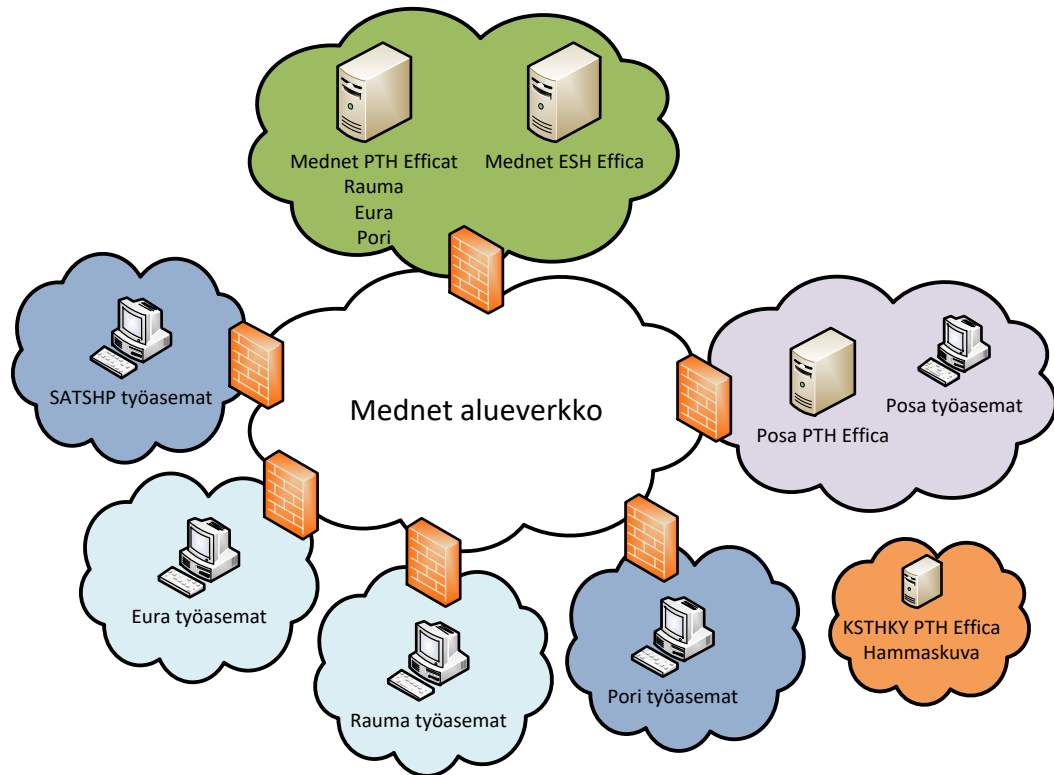 Mednet PTH Efficat
Rauma
Eura
Pori
Mednet ESH Effica
SATSHP työasemat
Mednet alueverkko
Posa PTH Effica
Posa työasemat
Eura työasemat
Rauma työasemat
Pori työasemat
KSTHKY PTH Effica
Hammaskuva